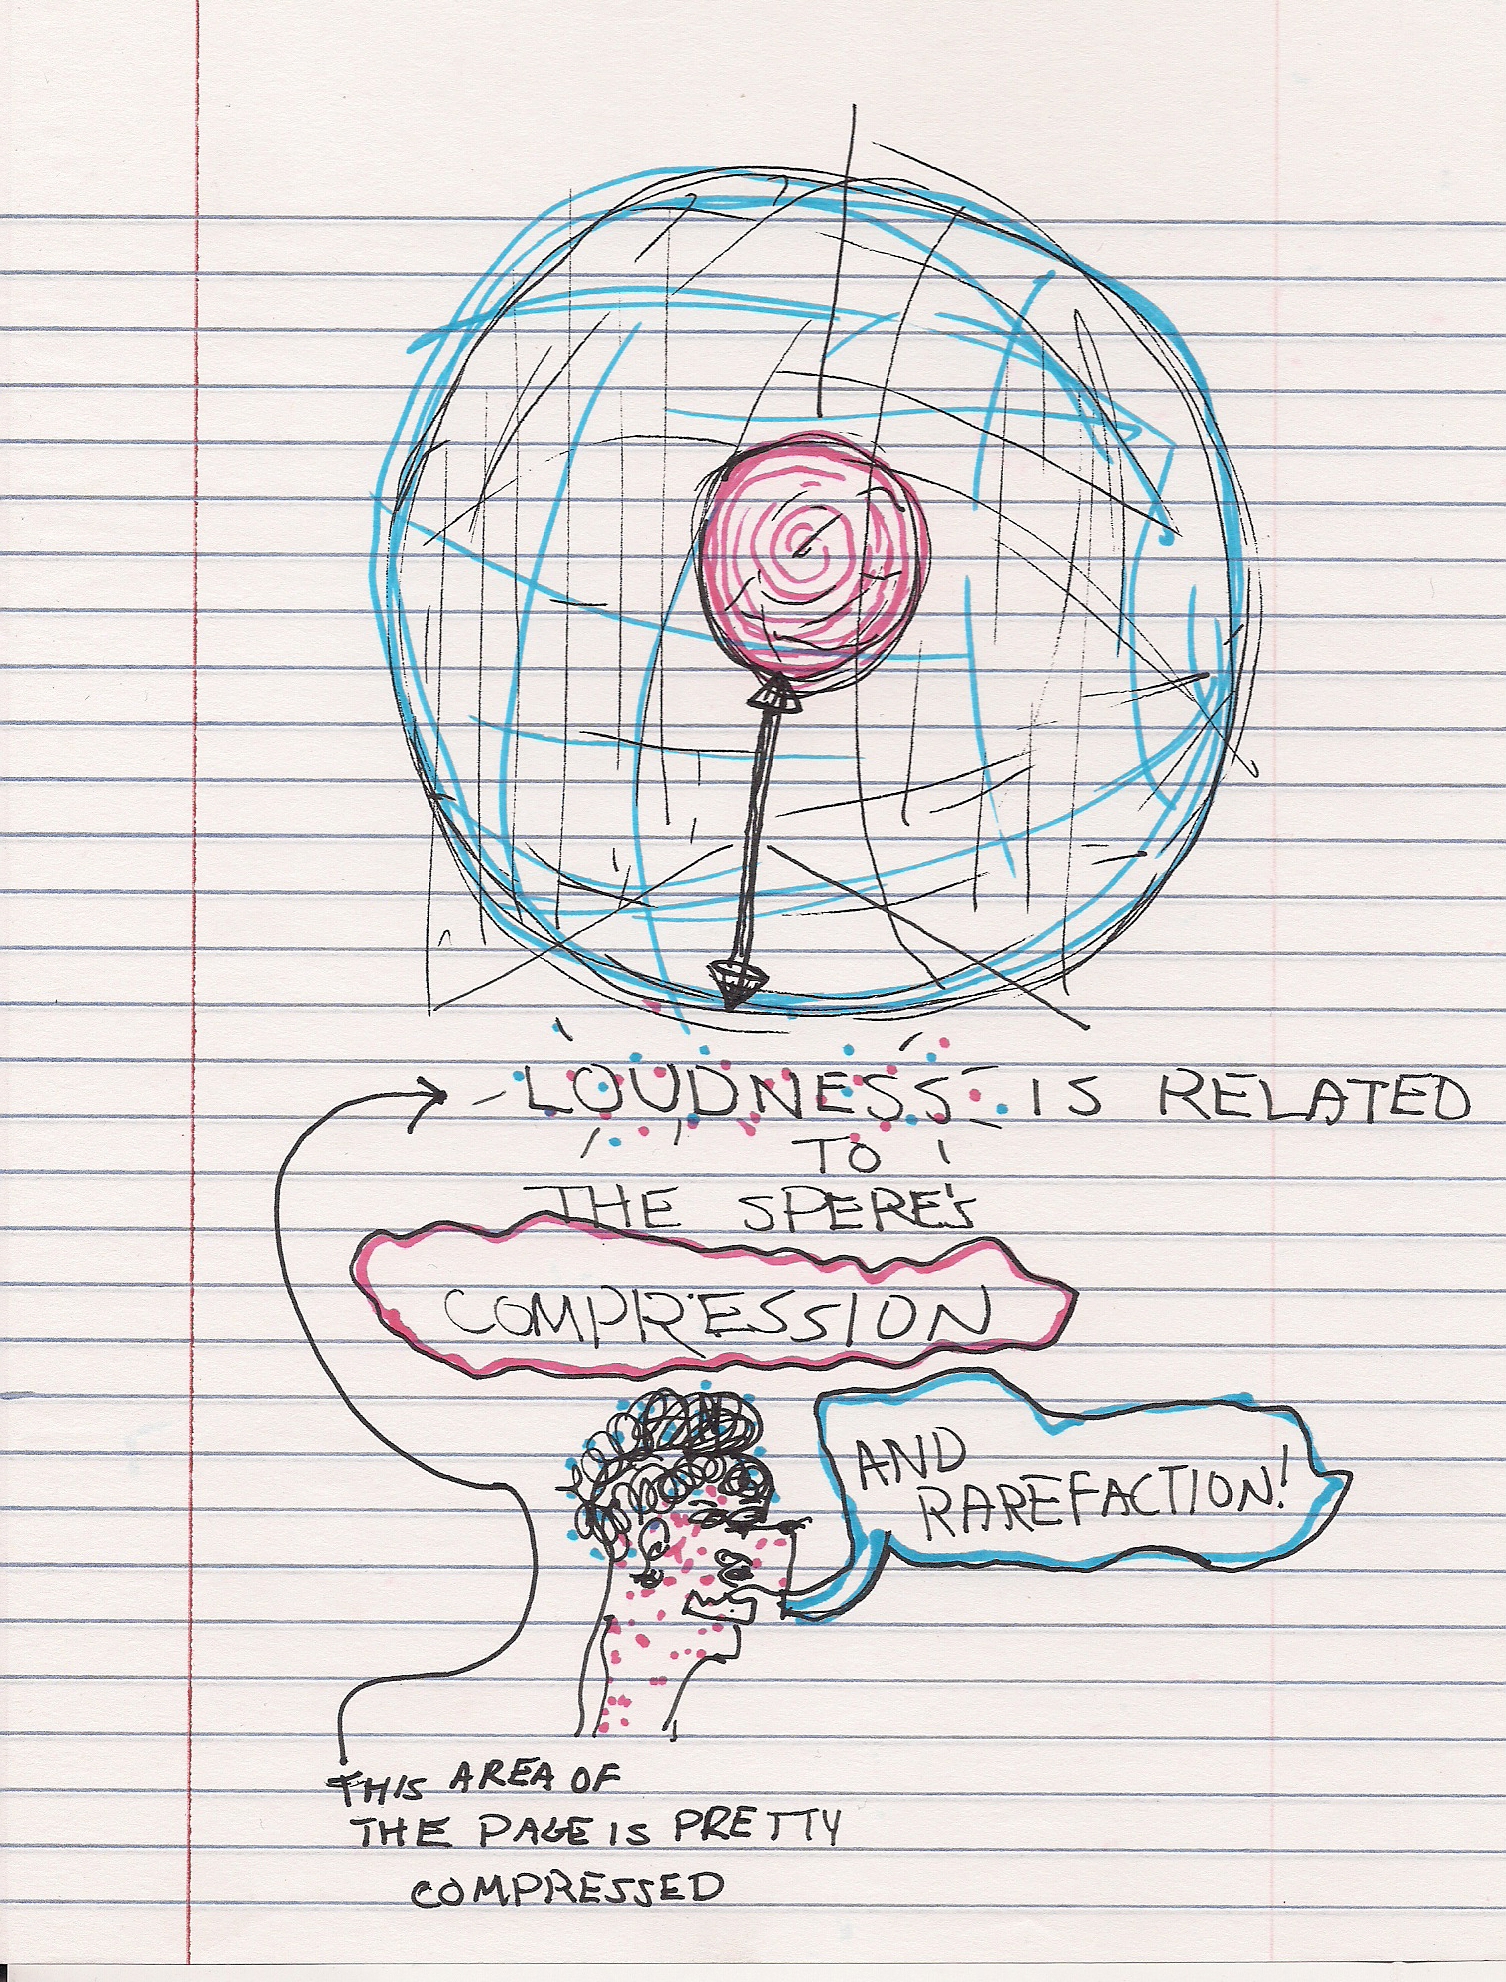 LOUDNESS IS RELATED
TO
THE SPERE'S
COMPRESSION
AND
RAREFACTION!
THIS AREA OF
THE PAGE IS PRETTY
COMPRESSED